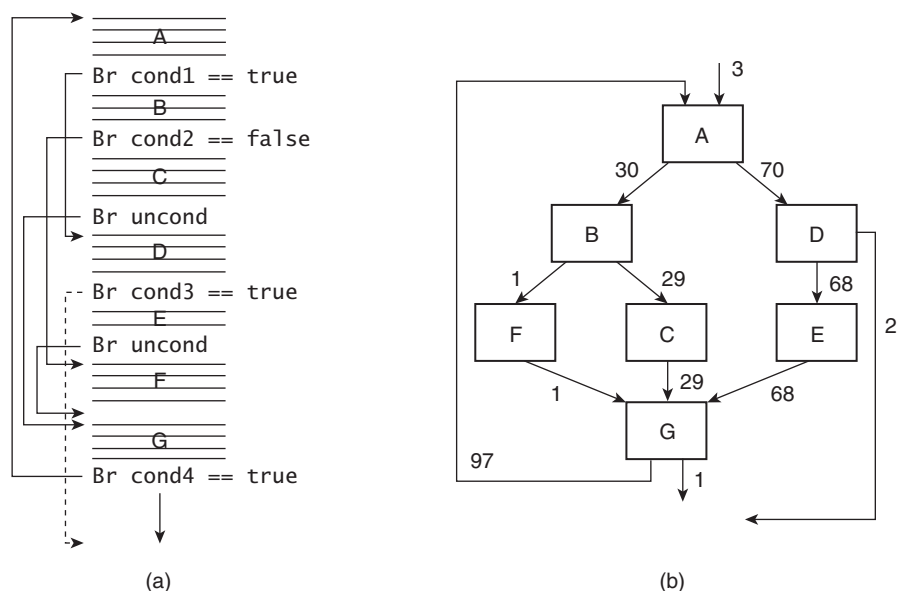 A
Br cond1 == true
B
Br cond2 == false
C
Br uncond
D
Br cond3 == true
E
Br uncond
F
G
Br cond4 == true
(a)
3
A
30
70
B
D
1
29
68
F
C
E
2
1
29
68
G
97
1
(b)